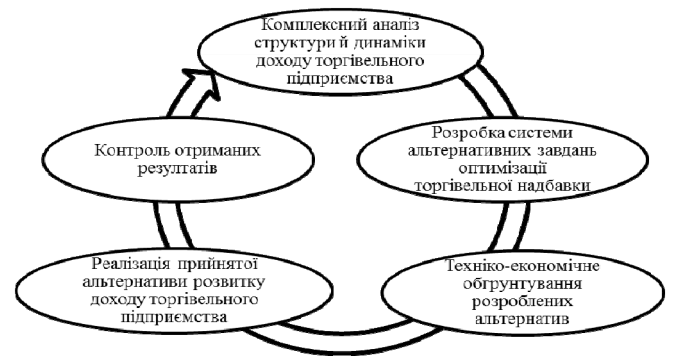 Комплексний аналіз
структури й динаміки
доходу торгівельного
підприємства
Розробка системи
альтернативних завдань
оптимізації
торгівельної надбавки
Техніко-економічне
обгрунтування
розроблених
альтернатив
Реалізація прийнятої
альтернативи розвитку
доходу торгівельного
підприємства
Контроль отриманих
резултатів